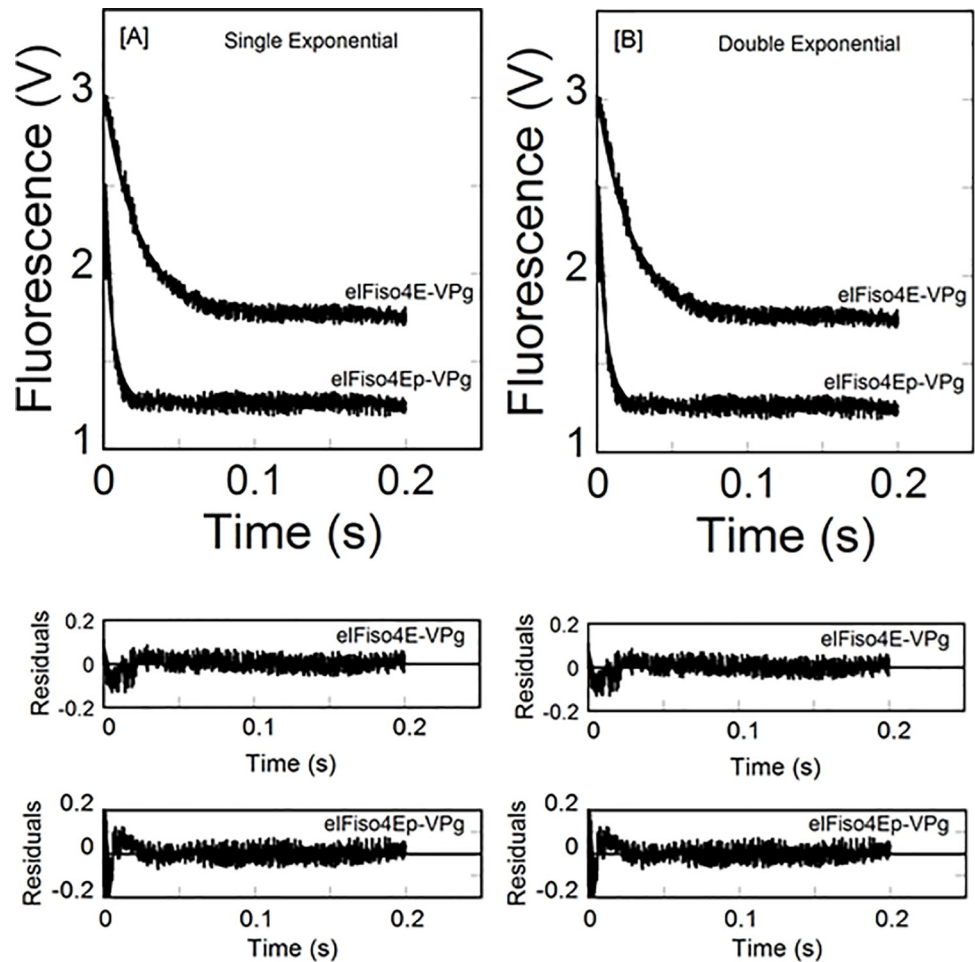 [A] Single Exponential
Fluorescence (V)
3
2
1
eIFiso4E-VPg
eIFiso4Ep-VPg
0 0.1 0.2
Time (s)
[B] Double Exponential
Fluorescence (V)
3
2
1
eIFiso4E-VPg
eIFiso4Ep-VPg
0 0.1 0.2
Time (s)
Residuals
0.2
0
-0.2
eIFiso4E-VPg
0 0.1 0.2
Time (s)
Residuals
0.2
0
-0.2
eIFiso4E-VPg
0 0.1 0.2
Time (s)
Residuals
0.2
0
-0.2
eIFiso4Ep-VPg
0 0.1 0.2
Time (s)
Residuals
0.2
0
-0.2
eIFiso4Ep-VPg
0 0.1 0.2
Time (s)